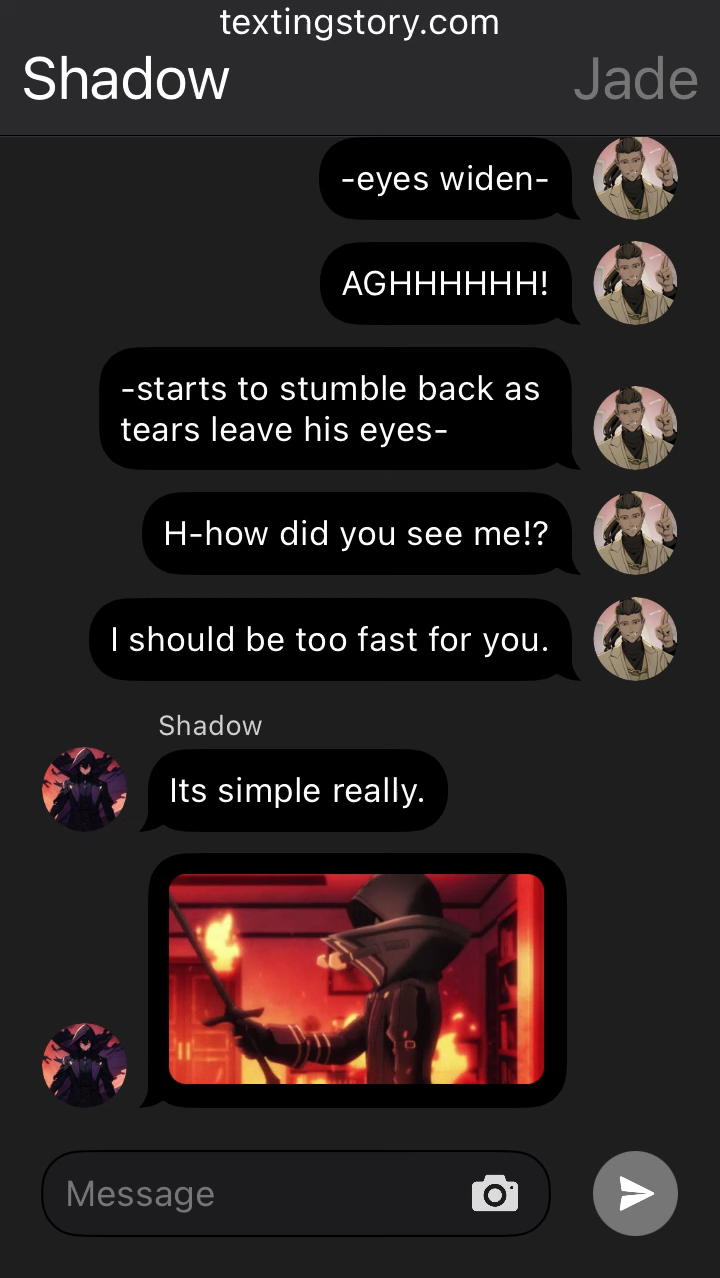 textingstory.com
Shadow
Jade
-eyes widen-
AGHHHHHH!
-starts to stumble back as
tears leave his eyes-
H-how did you see me!?
I should be too fast for you.
Shadow
Its simple really.
Message